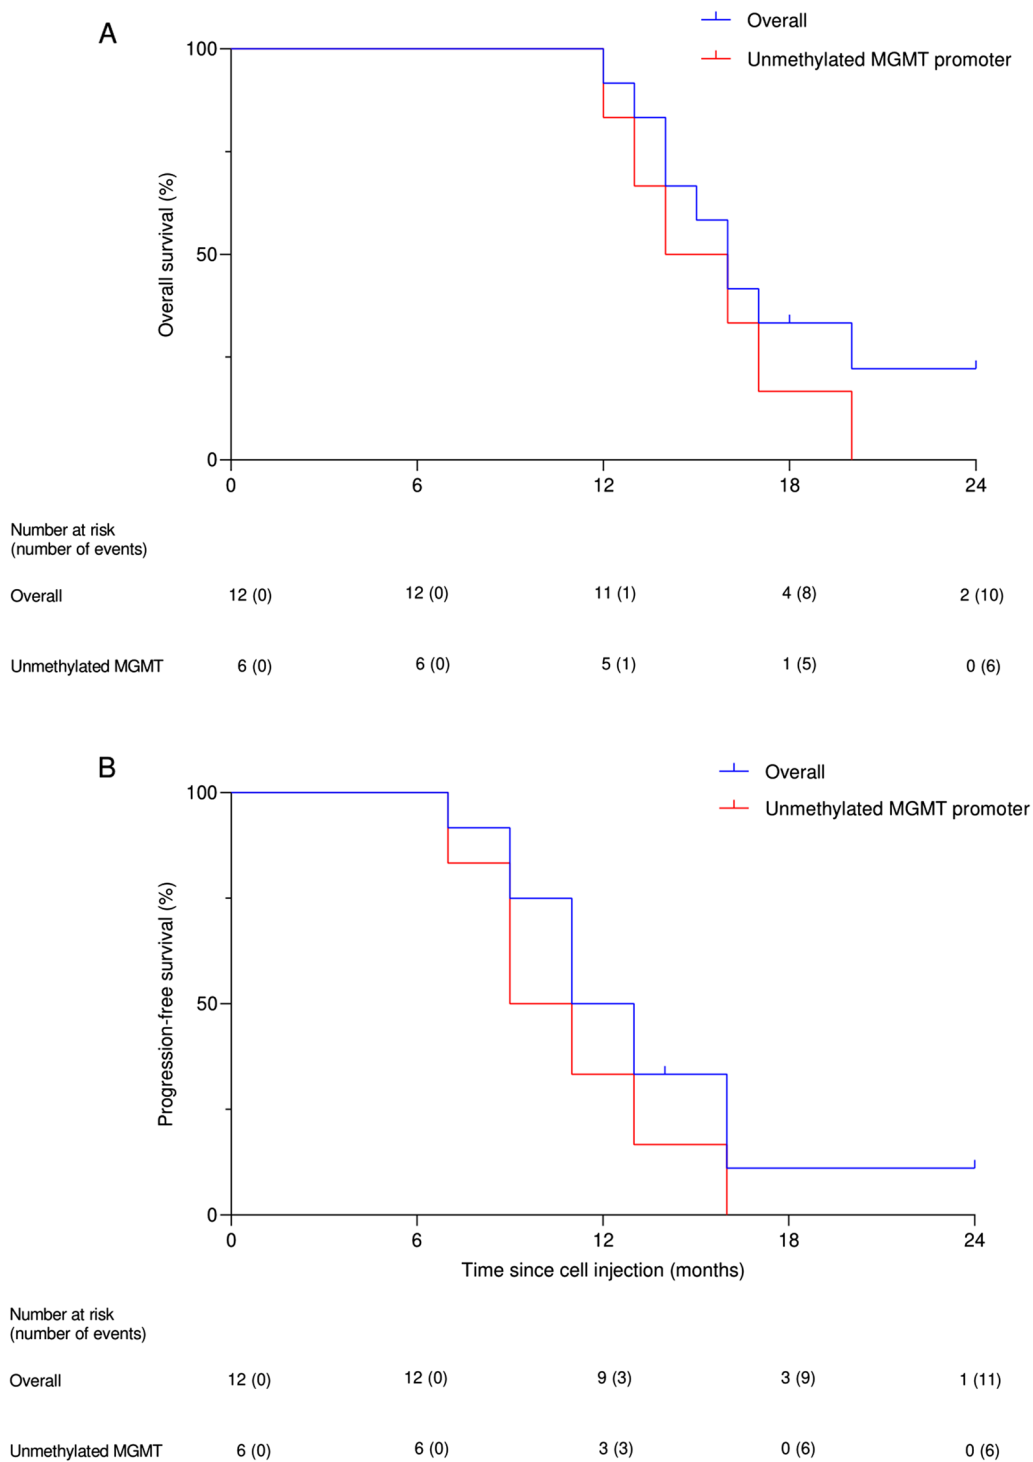 A
Overall
Unmethylated MGMT promoter
100
50
0
Overall survival (%)
0 6 12 18 24
Number at risk
(number of events)
Overall 12 (0) 12 (0) 11 (1) 4 (8) 2 (10)
Unmethylated MGMT 6 (0) 6 (0) 5 (1) 1 (5) 0 (6)
B
Overall
Unmethylated MGMT promoter
100
50
0
Progression-free survival (%)
0 6 12 18 24
Time since cell injection (months)
Number at risk
(number of events)
Overall 12 (0) 12 (0) 9 (3) 3 (9) 1 (11)
Unmethylated MGMT 6 (0) 6 (0) 3 (3) 0 (6) 0 (6)